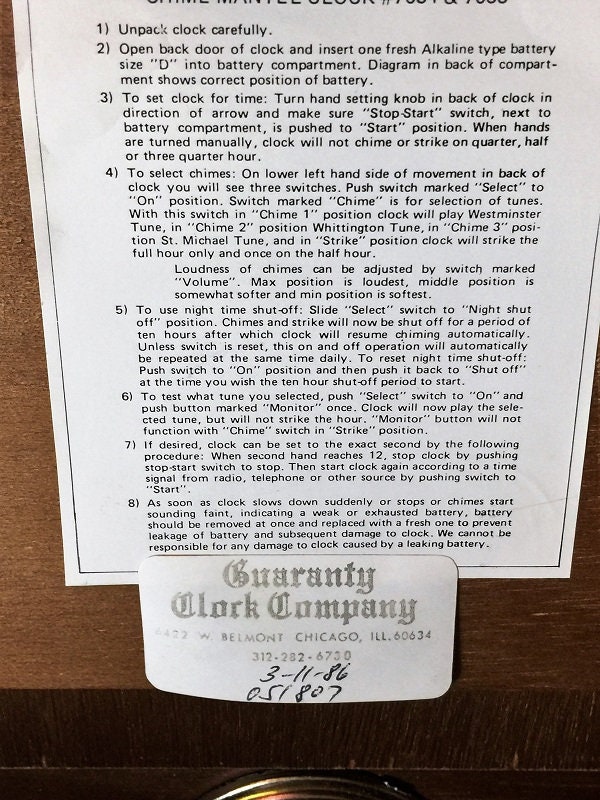 CHIME MANTEL CLOCK #
1) Unpack clock carefully.
2) Open back door of clock and insert one fresh Alkaline type battery
size "D" into battery compartment. Diagram in back of compart-
ment shows correct position of battery.
3) To set clock for time: Turn hand setting knob in back of clock in
direction of arrow and make sure "Stop-Start" switch, next to
battery compartment, is pushed to "Start" position. When hands
are turned manually, clock will not chime or strike on quarter, half
or three quarter hour.
4) To select chimes: On lower left hand side of movement in back of
clock you will see three switches. Push switch marked "Select" to
"On" position. Switch marked "Chime" is for selection of tunes.
With this switch in "Chime 1" position clock will play Westminster
Tune, in "Chime 2" position Whittington Tune, in "Chime 3" posi-
tion St. Michael Tune, and in "Strike" position clock will strike the
full hour only and once on the half hour.
Loudness of chimes can be adjusted by switch marked
"Volume". Max position is loudest, middle position is
somewhat softer and min position is softest.
5) To use night time shut-off: Slide "Select" switch to "Night shut
off" position. Chimes and strike will now be shut off for a period of
ten hours after which clock will resume chiming automatically.
Unless switch is reset, this on and off operation will automatically
be repeated at the same time daily. To reset night time shut-off:
Push switch to "On" position and then push it back to "Shut off"
at the time you wish the ten hour shut-off period to start.
6) To test what tune you selected, push "Select" switch to "On" and
push button marked "Monitor" once. Clock will now play the sele-
cted tune, but will not strike the hour. "Monitor" button will not
function with "Chime" switch in "Strike" position.
7) If desired, clock can be set to the exact second by the following
procedure: When second hand reaches 12, stop clock by pushing
stop-start switch to stop. Then start clock again according to a time
signal from radio, telephone or other source by pushing switch to
"Start".
8) As soon as clock slows down suddenly or stops or chimes start
sounding faint, indicating a weak or exhausted battery, battery
should be removed at once and replaced with a fresh one to prevent
leakage of battery and subsequent damage to clock. We cannot be
responsible for any damage to clock caused by a leaking battery.
Guaranty
Clock Company
6422 W. BELMONT CHICAGO, ILL. 60634
312-282-6730
3-11-86
051807